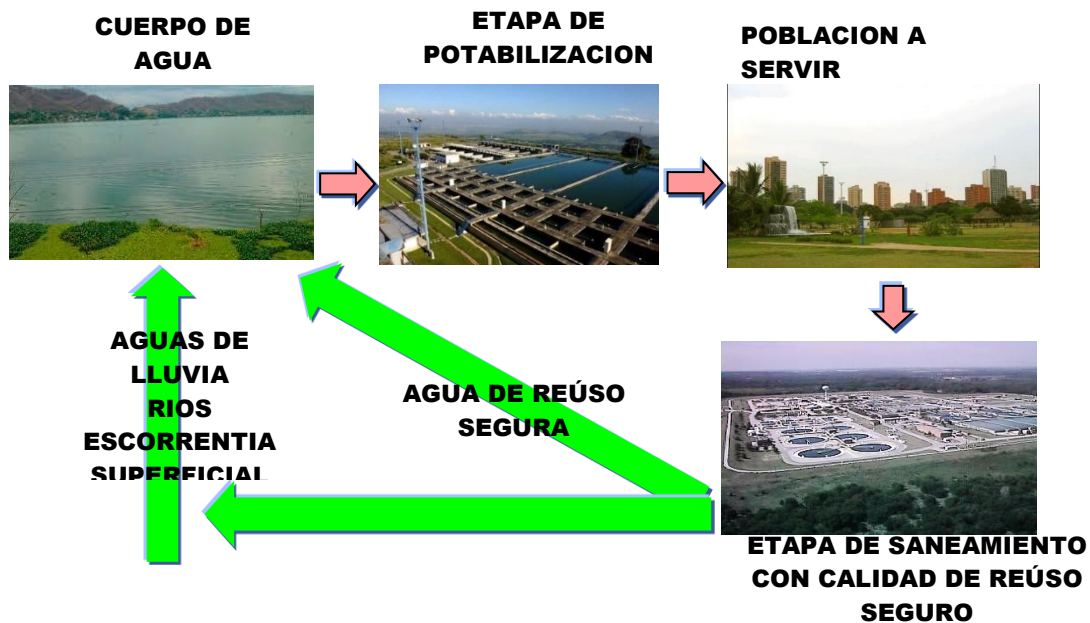 CUERPO DE
AGUA
ETAPA DE
POTABILIZACION
POBLACION A
SERVIR
AGUAS DE
LLUVIA
RIOS
ESCORRENTIA
SUPERFICIAL
AGUA DE REÚSO
SEGURA
ETAPA DE SANEAMIENTO
CON CALIDAD DE REÚSO
SEGURO